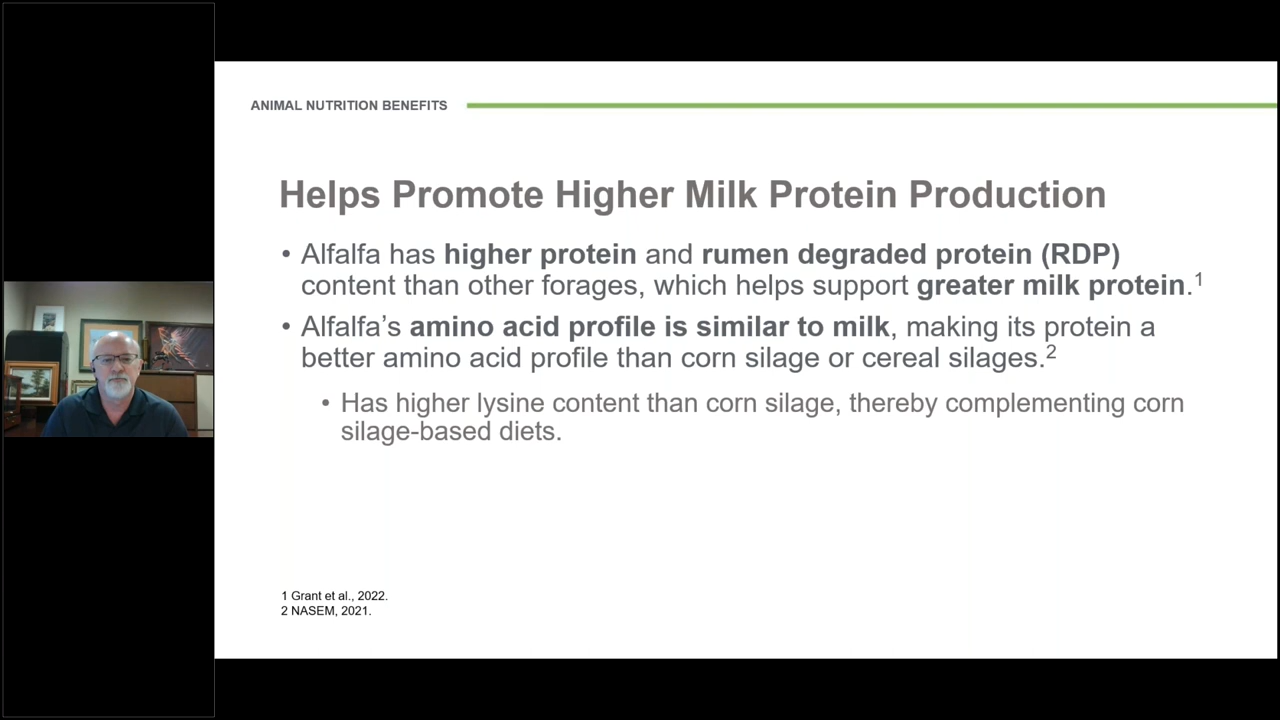 ANIMAL NUTRITION BENEFITS
Helps Promote Higher Milk Protein Production
• Alfalfa has higher protein and rumen degraded protein (RDP)
content than other forages, which helps support greater milk protein.1
• Alfalfa’s amino acid profile is similar to milk, making its protein a
better amino acid profile than corn silage or cereal silages.2
• Has higher lysine content than corn silage, thereby complementing corn
silage-based diets.
1 Grant et al., 2022.
2 NASEM, 2021.